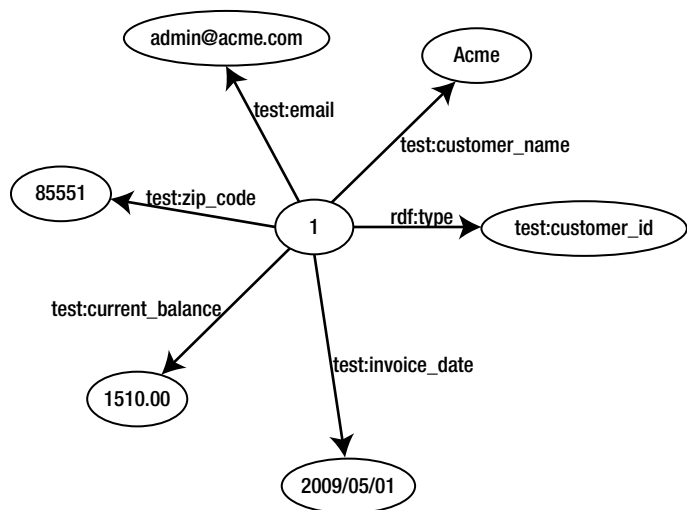 admin@acme.com
Acme
test:email
test:customer_name
85551
test:zip_code
1
rdf:type
test:customer_id
test:current_balance
test:invoice_date
1510.00
2009/05/01